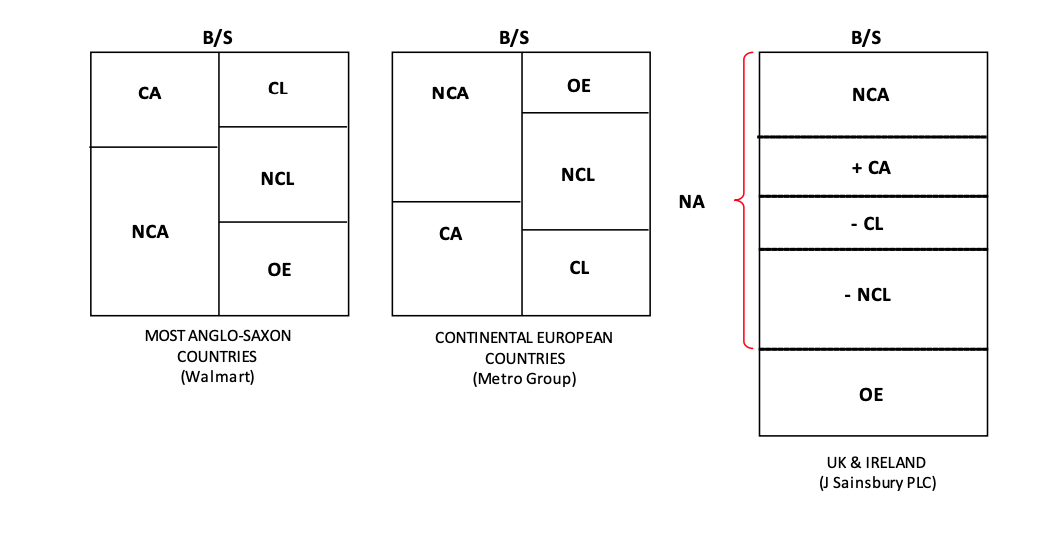 B/S
CA
CL
NCL
NCA
OE
MOST ANGLO-SAXON
COUNTRIES
(Walmart)
B/S
NCA
OE
NCL
CA
CL
CONTINENTAL EUROPEAN
COUNTRIES
(Metro Group)
B/S
NA
NCA
+ CA
- CL
- NCL
OE
UK & IRELAND
(J Sainsbury PLC)